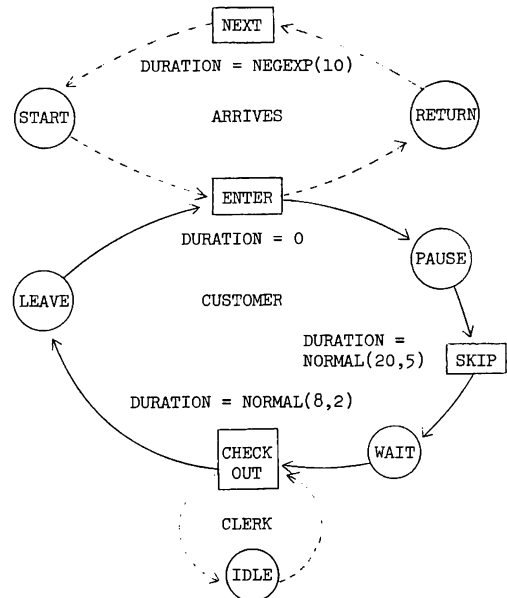 NEXT
DURATION = NEGEXP(10)
START
ARRIVES
RETURN
ENTER
DURATION = 0
PAUSE
LEAVE
CUSTOMER
DURATION =
NORMAL(20,5)
SKIP
DURATION = NORMAL(8,2)
CHECK
OUT
WAIT
CLERK
IDLE